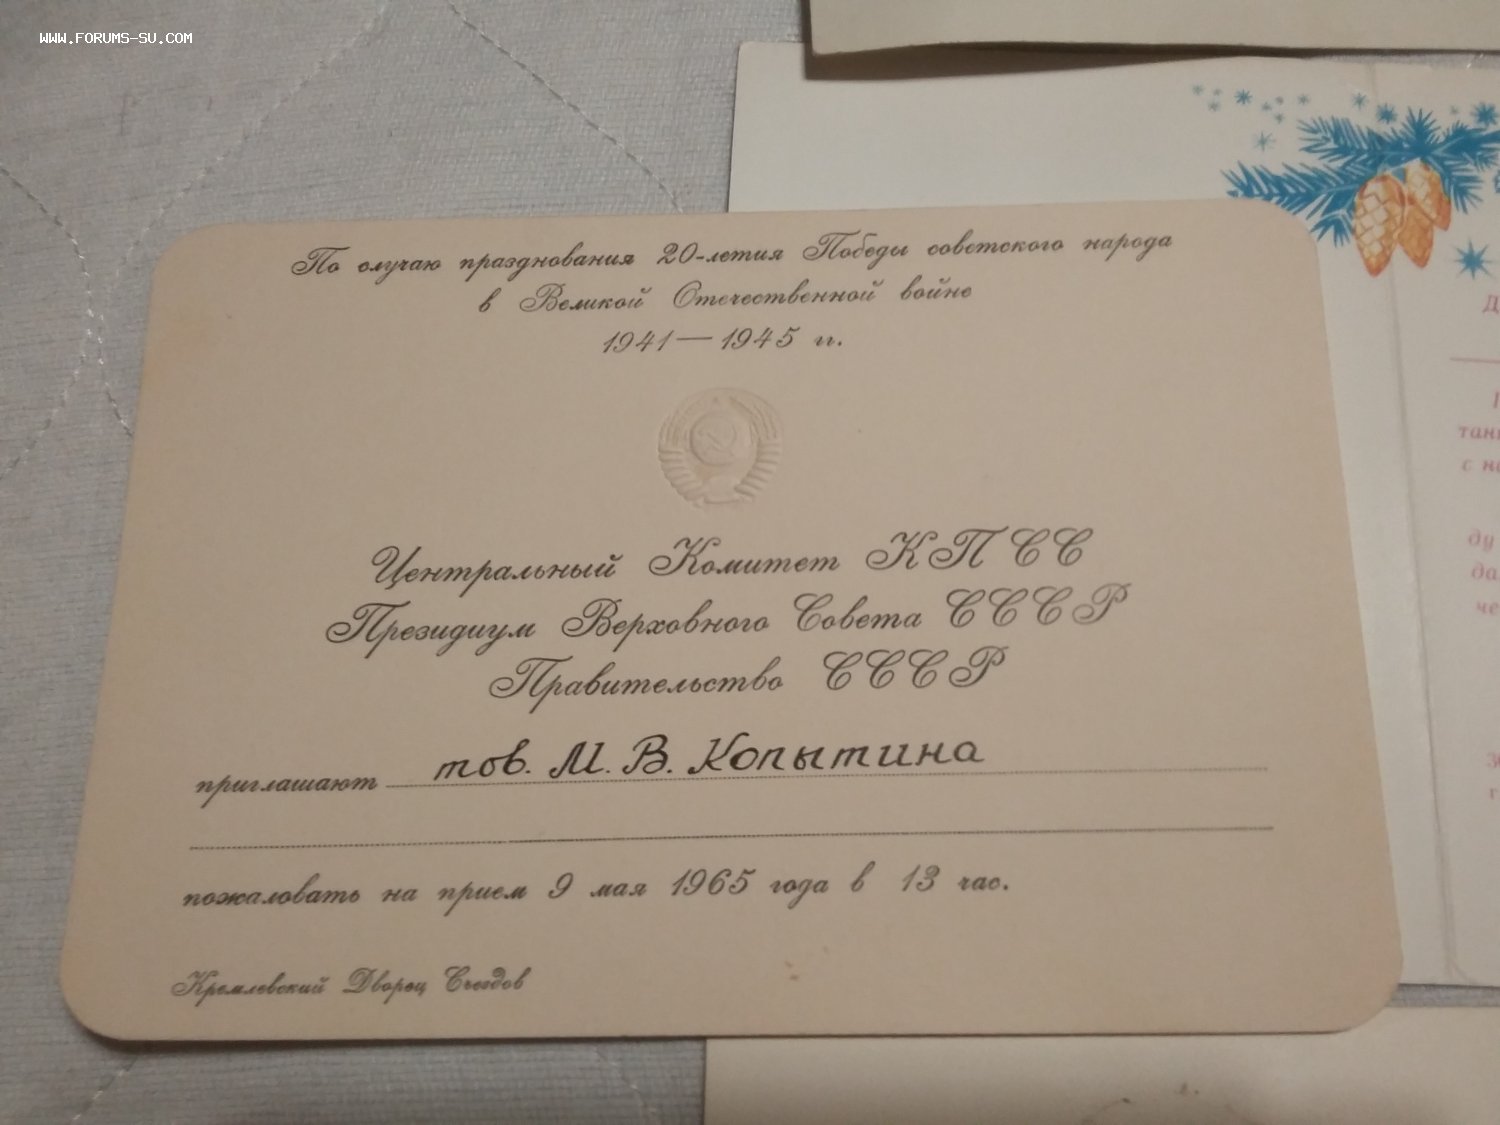 WWW.FORUMS-SU.COM
По случаю празднования 20-летия Победы советского народа
в Великой Отечественной войне
1941—1945 гг.
Центральный Комитет КПСС
Президиум Верховного Совета СССР
Правительство СССР
приглашают тов. М. В. Копытина
пожаловать на прием 9 мая 1965 года в 13 час.
Кремлевский Дворец Съездов